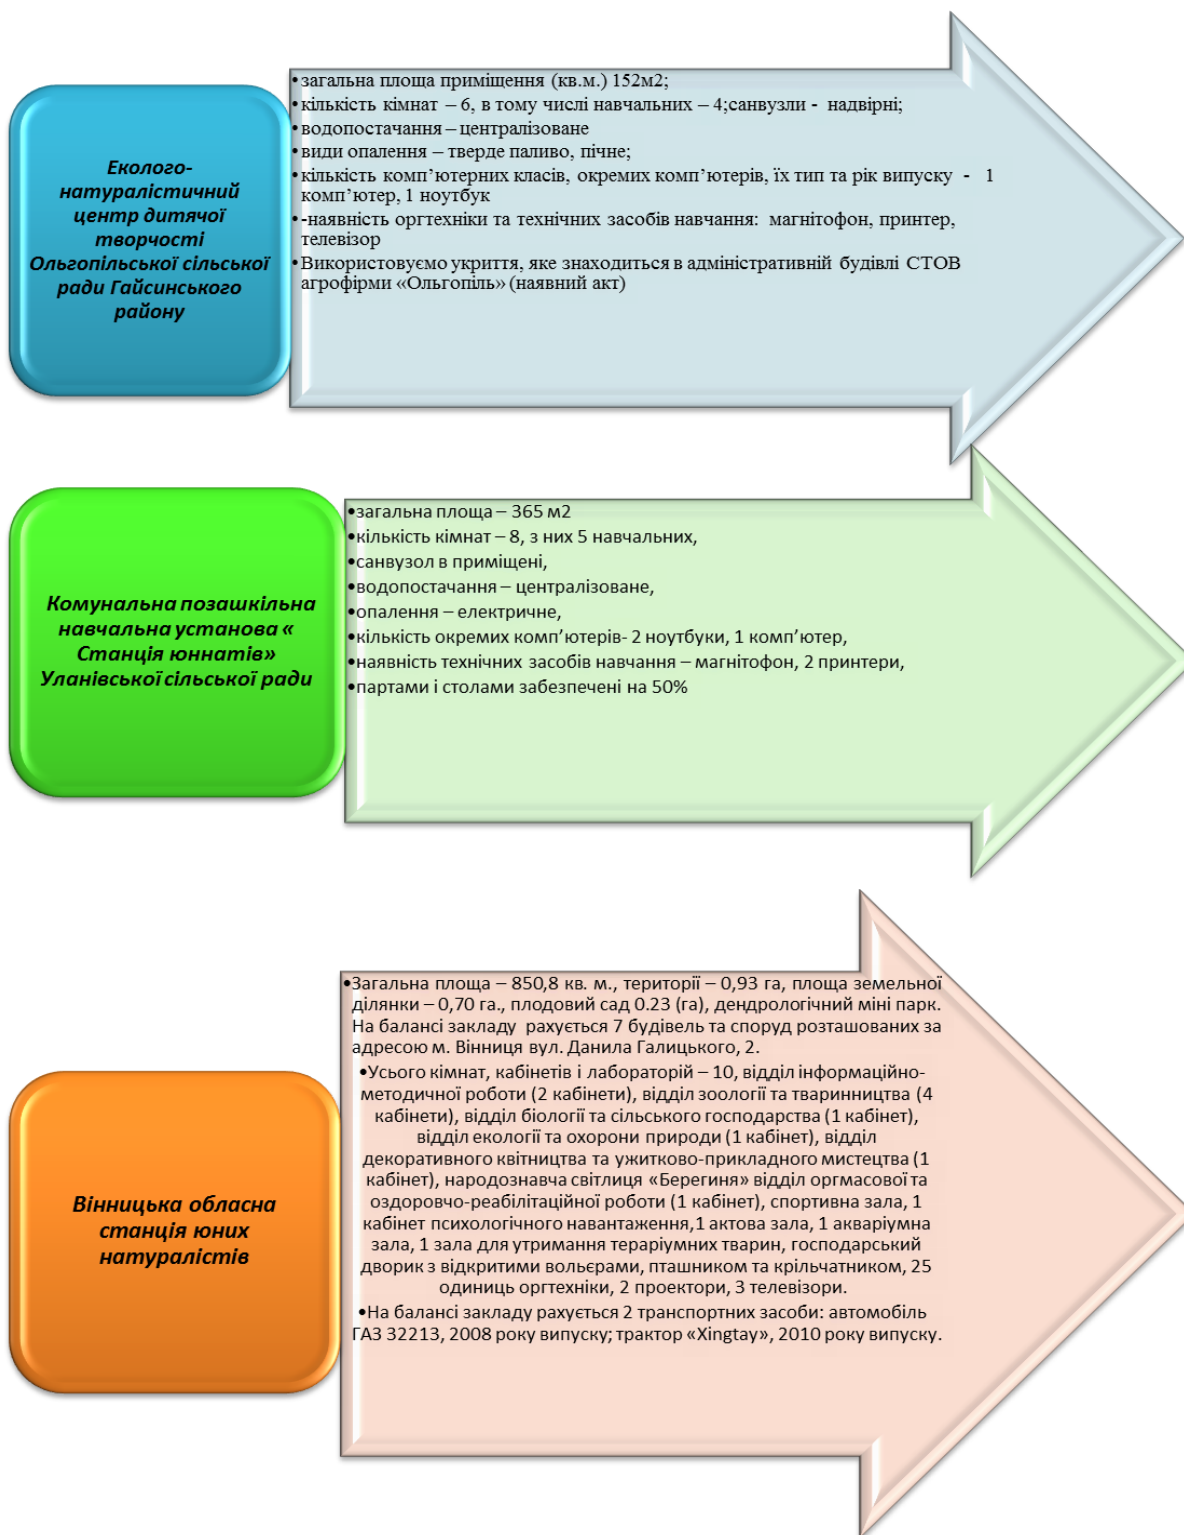 Еколого-
натуралістичний
центр дитячої
творчості
Ольгопільської сільської
ради Гайсинського
району
•загальна площа приміщення (кв.м.) 152м2;
•кількість кімнат – 6, в тому числі навчальних – 4;санвузли - надвірні;
•водопостачання – централізоване
•види опалення – тверде паливо, пічне;
•кількість комп’ютерних класів, окремих комп’ютерів, їх тип та рік випуску - 1
комп’ютер, 1 ноутбук
•-наявність оргтехніки та технічних засобів навчання: магнітофон, принтер,
телевізор
•Використовуємо укриття, яке знаходиться в адміністративній будівлі СТОВ
агрофірми «Ольгопіль» (наявний акт)
Комунальна позашкільна
навчальна установа «
Станція юннатів»
Уланівської сільської ради
•загальна площа – 365 м2
•кількість кімнат – 8, з них 5 навчальних,
•санвузол в приміщені,
•водопостачання – централізоване,
•опалення – електричне,
•кількість окремих комп’ютерів- 2 ноутбуки, 1 комп’ютер,
•наявність технічних засобів навчання – магнітофон, 2 принтери,
•партами і столами забезпечені на 50%
Вінницька обласна
станція юних
натуралістів
•Загальна площа – 850,8 кв. м., території – 0,93 га, площа земельної
ділянки – 0,70 га., плодовий сад 0.23 (га), дендрологічний міні парк.
На балансі закладу рахується 7 будівель та споруд розташованих за
адресою м. Вінниця вул. Данила Галицького, 2.
•Усього кімнат, кабінетів і лабораторій – 10, відділ інформаційно-
методичної роботи (2 кабінети), відділ зоології та тваринництва (4
кабінети), відділ біології та сільського господарства (1 кабінет),
відділ екології та охорони природи (1 кабінет), відділ
декоративного квітництва та ужитково-прикладного мистецтва (1
кабінет), народознавча світлиця «Берегиня» відділ оргмасової та
оздоровчо-реабілітаційної роботи (1 кабінет), спортивна зала, 1
кабінет психологічного навантаження,1 актова зала, 1 акваріумна
зала, 1 зала для утримання тераріумних тварин, господарський
дворик з відкритими вольєрами, пташником та крільчатником, 25
одиниць оргтехніки, 2 проектори, 3 телевізори.
•На балансі закладу рахується 2 транспортних засоби: автомобіль
ГАЗ 32213, 2008 року випуску; трактор «Xingtay», 2010 року випуску.